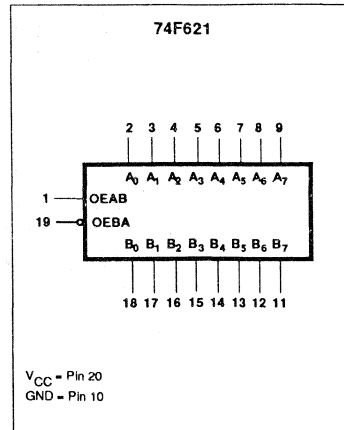 74F621
2 3 4 5 6 7 8 9
A0 A1 A2 A3 A4 A5 A6 A7
1 OEAB
19 OEBA
B0 B1 B2 B3 B4 B5 B6 B7
18 17 16 15 14 13 12 11
VCC = Pin 20
GND = Pin 10